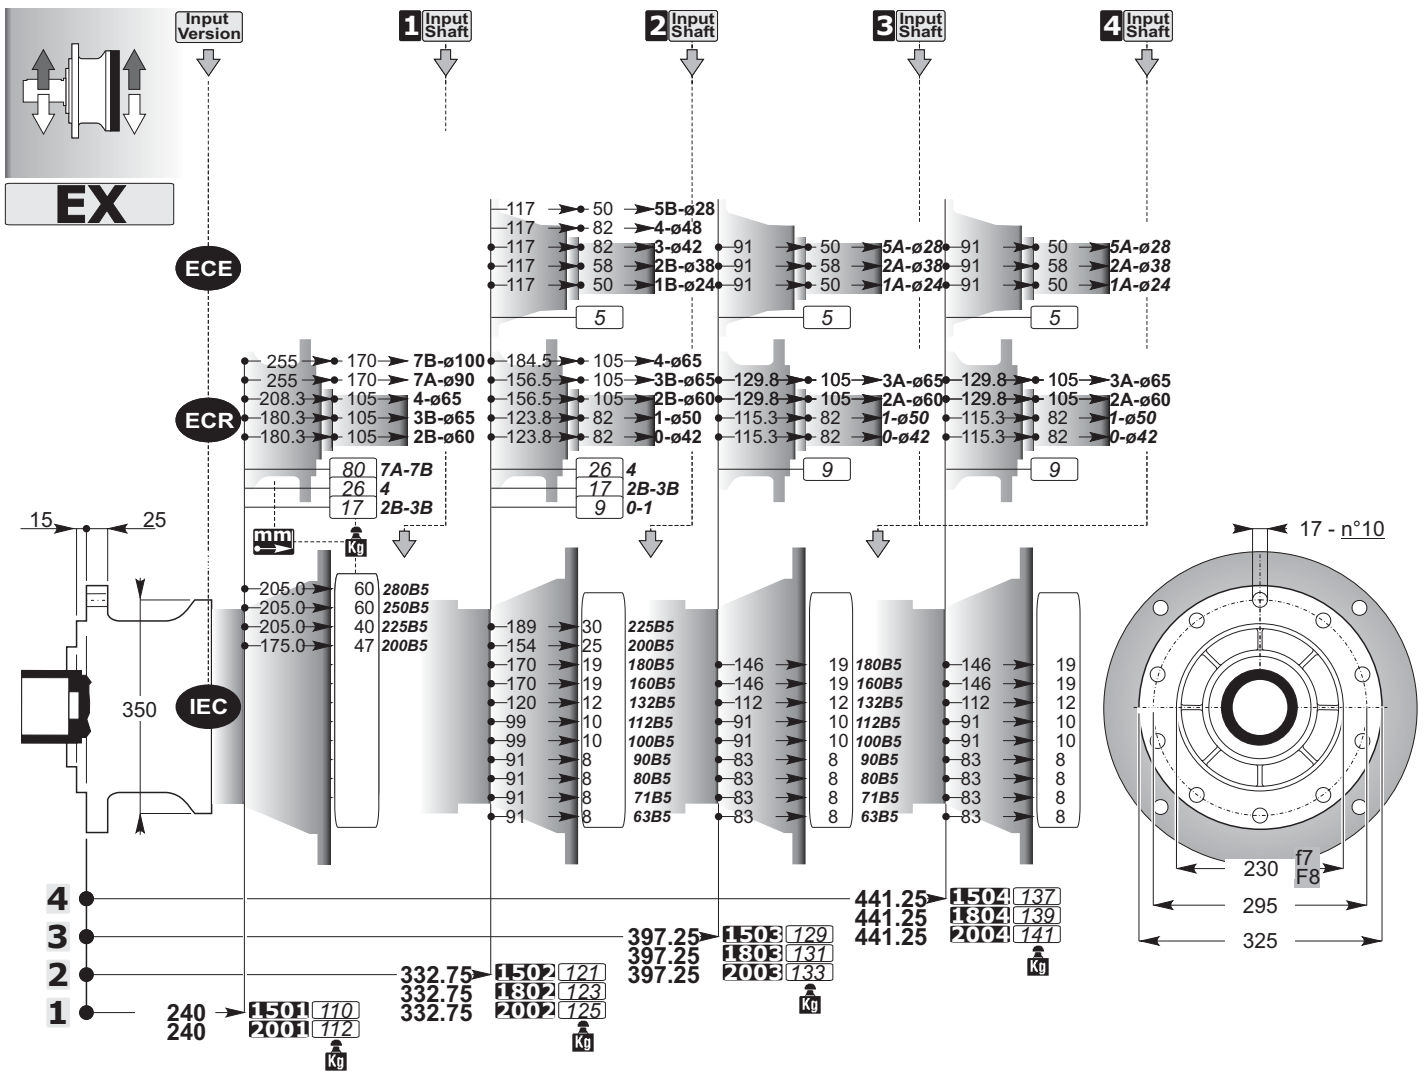 Input Version
1 Input Shaft
2 Input Shaft
3 Input Shaft
4 Input Shaft
EX
ECE
117 50 5B-ø28
117 82 4-ø48
117 82 3-ø42 91 50 5A-ø28 91 50 5A-ø28
117 58 2B-ø38 91 58 2A-ø38 91 58 2A-ø38
117 50 1B-ø24 91 50 1A-ø24 91 50 1A-ø24
5 5 5
ECR
255 170 7B-ø100 184.5 105 4-ø65
255 170 7A-ø90 156.5 105 3B-ø65 129.8 105 3A-ø65 129.8 105 3A-ø65
208.3 105 4-ø65 156.5 105 2B-ø60 129.8 105 2A-ø60 129.8 105 2A-ø60
180.3 105 3B-ø65 123.8 82 1-ø50 115.3 82 1-ø50 115.3 82 1-ø50
180.3 105 2B-ø60 123.8 82 0-ø42 115.3 82 0-ø42 115.3 82 0-ø42
80 7A-7B 26 4 9 9
26 4 17 2B-3B
17 2B-3B 9 0-1
mm
Kg
15 25
350
IEC
205.0 60 280B5
205.0 60 250B5
205.0 40 225B5 189 30 225B5
175.0 47 200B5 154 25 200B5
170 19 180B5 146 19 180B5 146 19
170 19 160B5 146 19 160B5 146 19
120 12 132B5 112 12 132B5 112 12
99 10 112B5 91 10 112B5 91 10
99 10 100B5 91 10 100B5 91 10
91 8 90B5 83 8 90B5 83 8
91 8 80B5 83 8 80B5 83 8
91 8 71B5 83 8 71B5 83 8
91 8 63B5 83 8 63B5 83 8
17 - n°10
230 f7 F8
295
325
4 441.25 1504 137
441.25 1804 139
441.25 2004 141
Kg
3 397.25 1503 129
397.25 1803 131
397.25 2003 133
Kg
2 332.75 1502 121
332.75 1802 123
332.75 2002 125
Kg
1 240 1501 110
240 2001 112
Kg